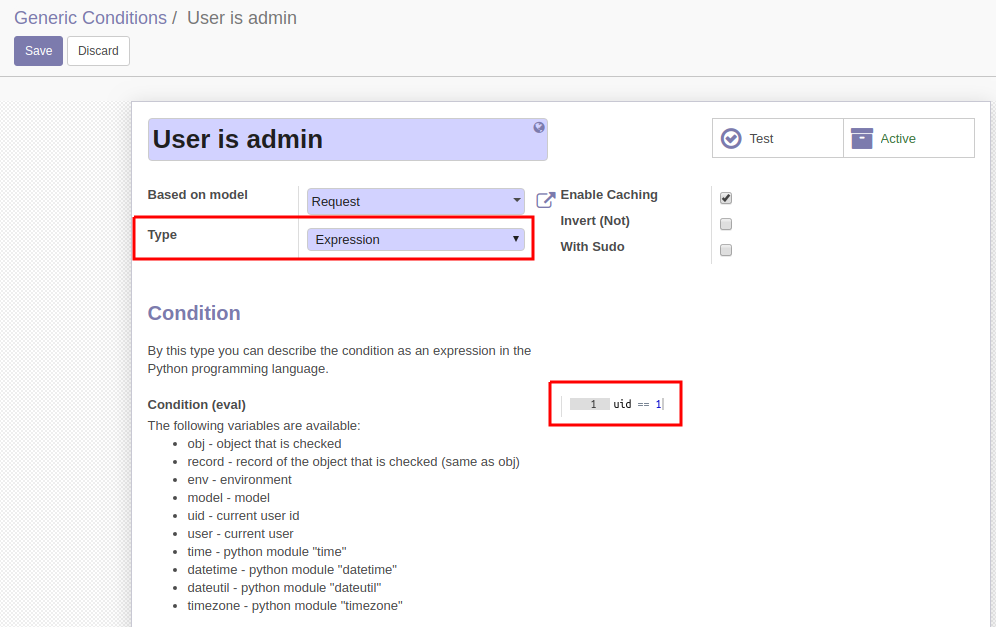 Generic Conditions / User is admin
Save Discard
User is admin
Test
Active
Based on model
Request
Enable Caching
Invert (Not)
With Sudo
Type
Expression
Condition
By this type you can describe the condition as an expression in the
Python programming language.
Condition (eval)
1 uid == 1
The following variables are available:
• obj - object that is checked
• record - record of the object that is checked (same as obj)
• env - environment
• model - model
• uid - current user id
• user - current user
• time - python module "time"
• datetime - python module "datetime"
• dateutil - python module "dateutil"
• timezone - python module "timezone"